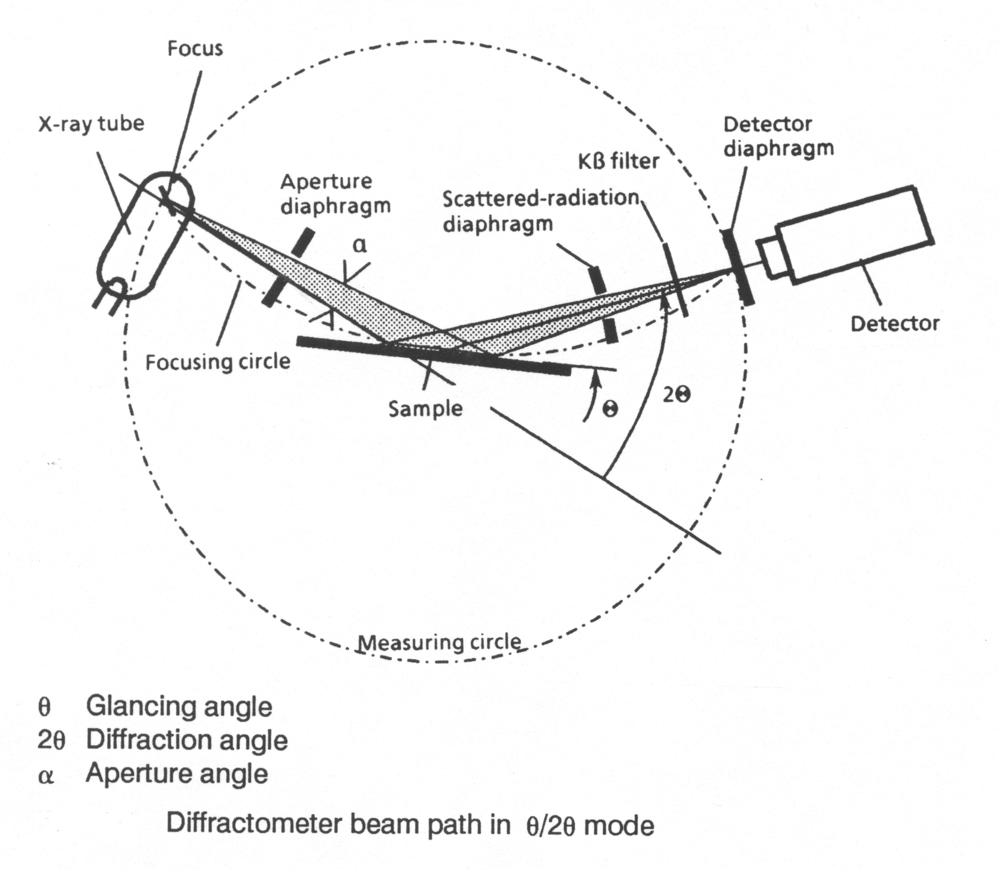 Focus
X-ray tube
Detector
diaphragm
Kß filter
Aperture
diaphragm
Scattered-radiation
diaphragm
α
Detector
Focusing circle
2Θ
Θ
Sample
Measuring circle
θ Glancing angle
2θ Diffraction angle
α Aperture angle
Diffractometer beam path in θ/2θ mode